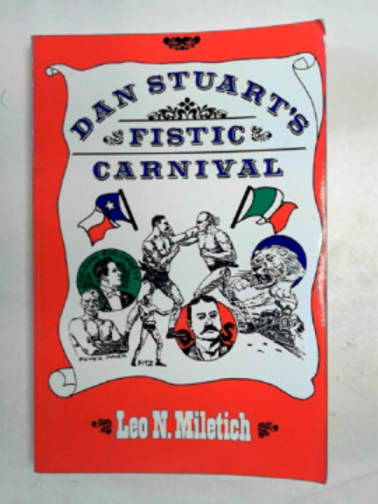 DAN STUART'S
FISTIC
CARNIVAL
PETER MAHER
FITZ
D S
Leo N. Miletich